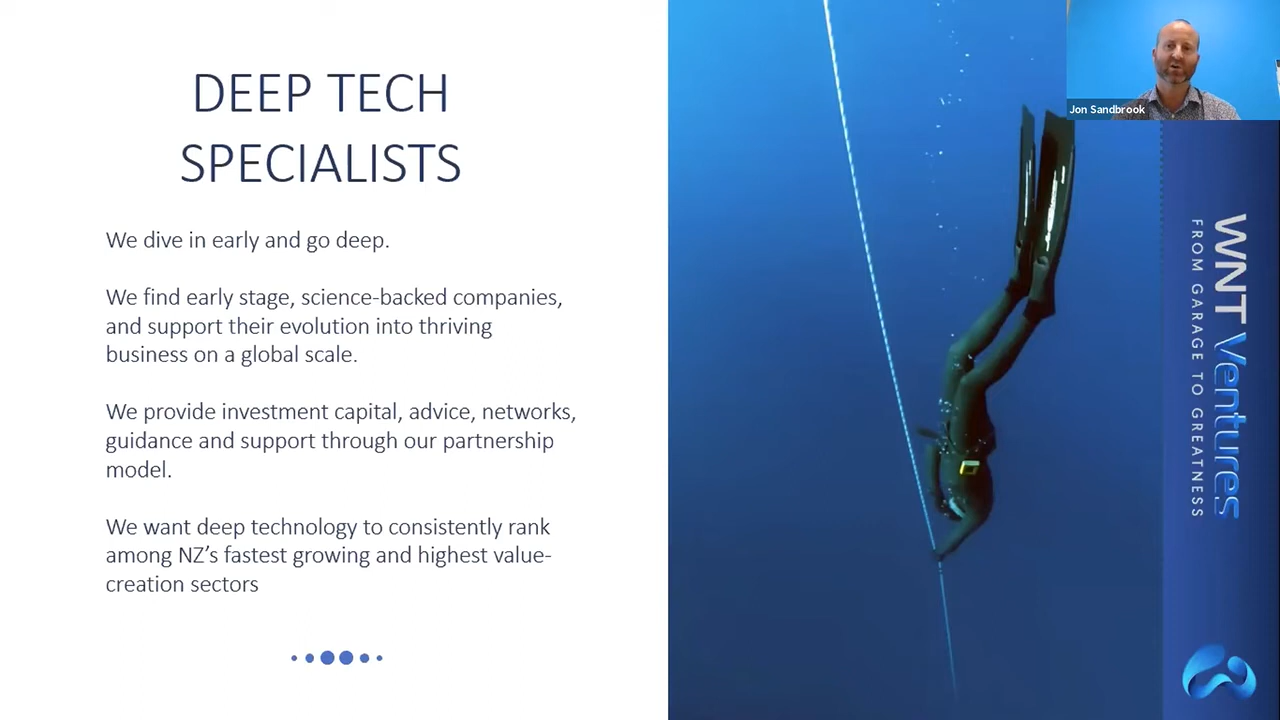 DEEP TECH
SPECIALISTS
We dive in early and go deep.
We find early stage, science-backed companies,
and support their evolution into thriving
business on a global scale.
We provide investment capital, advice, networks,
guidance and support through our partnership
model.
We want deep technology to consistently rank
among NZ’s fastest growing and highest value-
creation sectors
Jon Sandbrook
WNT Ventures
FROM GARAGE TO GREATNESS